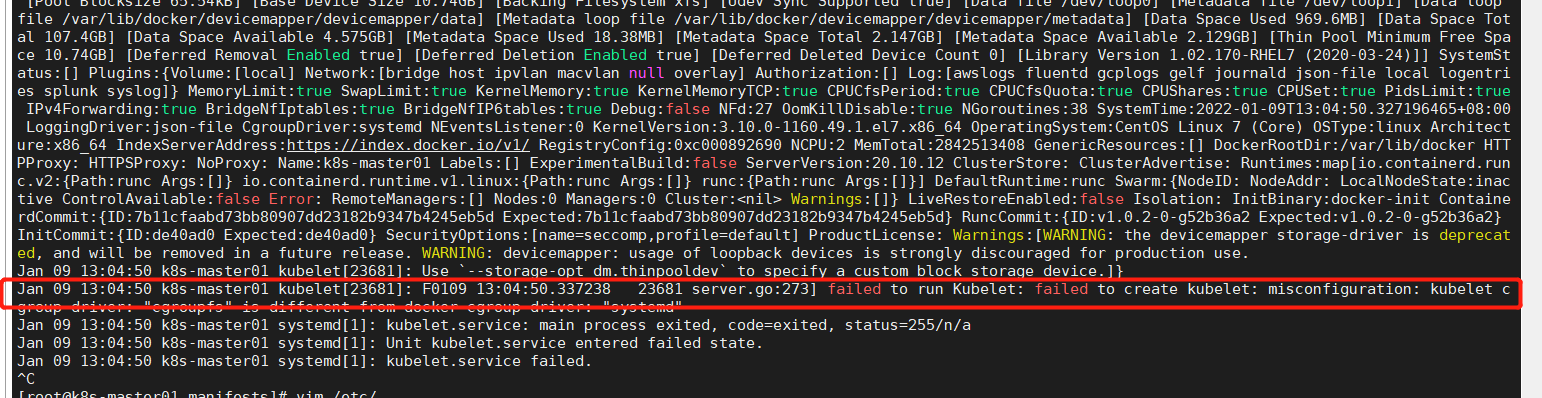 [Pool Blocksize 65.54kB] [Base Device Size 10.74GB] [Backing Filesystem xfs] [Udev Sync Supported true] [Data file /dev/loop0] [Metadata file /dev/loop1] [Data loop
file /var/lib/docker/devicemapper/devicemapper/data] [Metadata loop file /var/lib/docker/devicemapper/devicemapper/metadata] [Data Space Used 969.6MB] [Data Space Tot
al 107.4GB] [Data Space Available 4.575GB] [Metadata Space Used 18.38MB] [Metadata Space Total 2.147GB] [Metadata Space Available 2.129GB] [Thin Pool Minimum Free Spa
ce 10.74GB] [Deferred Removal Enabled true] [Deferred Deletion Enabled true] [Deferred Deleted Device Count 0] [Library Version 1.02.170-RHEL7 (2020-03-24)]] SystemSt
atus:[] Plugins:{Volume:[local] Network:[bridge host ipvlan macvlan null overlay] Authorization:[] Log:[awslogs fluentd gcplogs gelf journald json-file local logentri
es splunk syslog]} MemoryLimit:true SwapLimit:true KernelMemory:true KernelMemoryTCP:true CPUCfsPeriod:true CPUCfsQuota:true CPUShares:true CPUSet:true PidsLimit:true
IPv4Forwarding:true BridgeNfIptables:true BridgeNfIP6tables:true Debug:false NFd:27 OomKillDisable:true NGoroutines:38 SystemTime:2022-01-09T13:04:50.327196465+08:00
LoggingDriver:json-file CgroupDriver:systemd NEventsListener:0 KernelVersion:3.10.0-1160.49.1.el7.x86_64 OperatingSystem:CentOS Linux 7 (Core) OSType:linux Architect
ure:x86_64 IndexServerAddress:https://index.docker.io/v1/ RegistryConfig:0xc000892690 NCPU:2 MemTotal:2842513408 GenericResources:[] DockerRootDir:/var/lib/docker HTT
PProxy: HTTPSProxy: NoProxy: Name:k8s-master01 Labels:[] ExperimentalBuild:false ServerVersion:20.10.12 ClusterStore: ClusterAdvertise: Runtimes:map[io.containerd.run
c.v2:{Path:runc Args:[]} io.containerd.runtime.v1.linux:{Path:runc Args:[]} runc:{Path:runc Args:[]}] DefaultRuntime:runc Swarm:{NodeID: NodeAddr: LocalNodeState:inac
tive ControlAvailable:false Error: RemoteManagers:[] Nodes:0 Managers:0 Cluster:<nil> Warnings:[]} LiveRestoreEnabled:false Isolation: InitBinary:docker-init Containe
rdCommit:{ID:7b11cfaabd73bb80907dd23182b9347b4245eb5d Expected:7b11cfaabd73bb80907dd23182b9347b4245eb5d} RuncCommit:{ID:v1.0.2-0-g52b36a2 Expected:v1.0.2-0-g52b36a2}
InitCommit:{ID:de40ad0 Expected:de40ad0} SecurityOptions:[name=seccomp,profile=default] ProductLicense: Warnings:[WARNING: the devicemapper storage-driver is deprecat
ed, and will be removed in a future release. WARNING: devicemapper: usage of loopback devices is strongly discouraged for production use.
Jan 09 13:04:50 k8s-master01 kubelet[23681]: Use `--storage-opt dm.thinpooldev` to specify a custom block storage device.]}
Jan 09 13:04:50 k8s-master01 kubelet[23681]: F0109 13:04:50.337238   23681 server.go:273] failed to run Kubelet: failed to create kubelet: misconfiguration: kubelet c
group driver: "cgroupfs" is different from docker cgroup driver: "systemd"
Jan 09 13:04:50 k8s-master01 systemd[1]: kubelet.service: main process exited, code=exited, status=255/n/a
Jan 09 13:04:50 k8s-master01 systemd[1]: Unit kubelet.service entered failed state.
Jan 09 13:04:50 k8s-master01 systemd[1]: kubelet.service failed.
^C
[root@k8s-master01 manifests]# vim /etc/